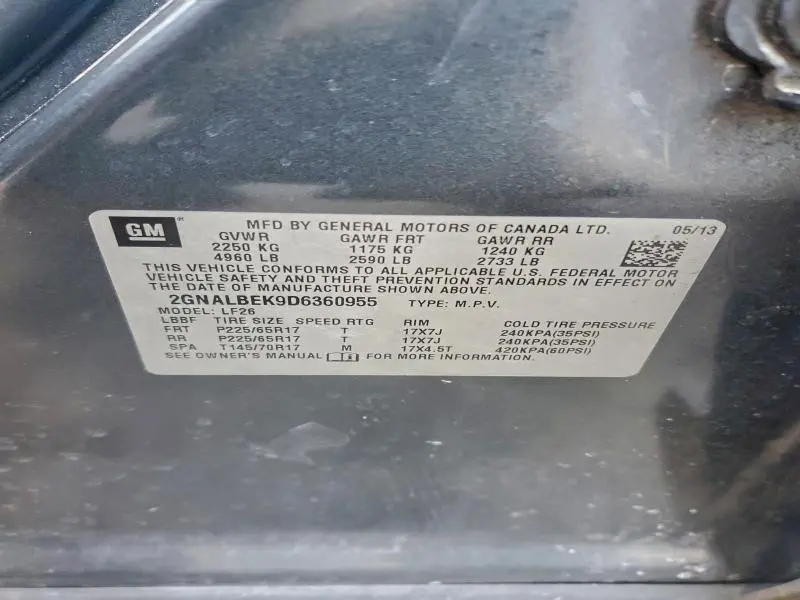 GM ® MFD BY GENERAL MOTORS OF CANADA LTD. 05/13
GVWR GAWR FRT GAWR RR
2250 KG 1175 KG 1240 KG
4960 LB 2590 LB 2733 LB
THIS VEHICLE CONFORMS TO ALL APPLICABLE U.S. FEDERAL MOTOR
VEHICLE SAFETY AND THEFT PREVENTION STANDARDS IN EFFECT ON
THE DATE OF MANUFACTURE SHOWN ABOVE.
2GNALBEK9D6360955 TYPE: M.P.V.
MODEL: LF26
LBBF TIRE SIZE SPEED RTG RIM COLD TIRE PRESSURE
FRT P225/65R17 T 17X7J 240KPA(35PSI)
RR P225/65R17 T 17X7J 240KPA(35PSI)
SPA T145/70R17 M 17X4.5T 420KPA(60PSI)
SEE OWNER'S MANUAL FOR MORE INFORMATION.